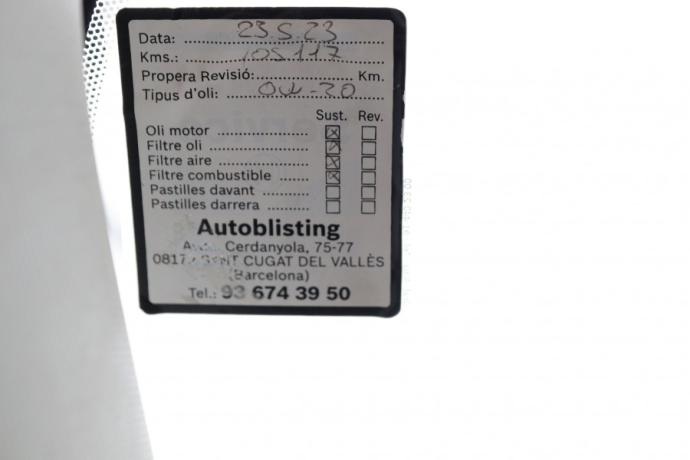 Data: 23.5.23
Kms.: 105117
Propera Revisió: Km.
Tipus d'oli: 0W-20
Sust. Rev.
Oli motor
Filtre oli
Filtre aire
Filtre combustible
Pastilles davant
Pastilles darrera
Autoblisting
Cerdanyola, 75-77
SANT CUGAT DEL VALLÈS
(Barcelona)
Tel.: 93 674 39 50